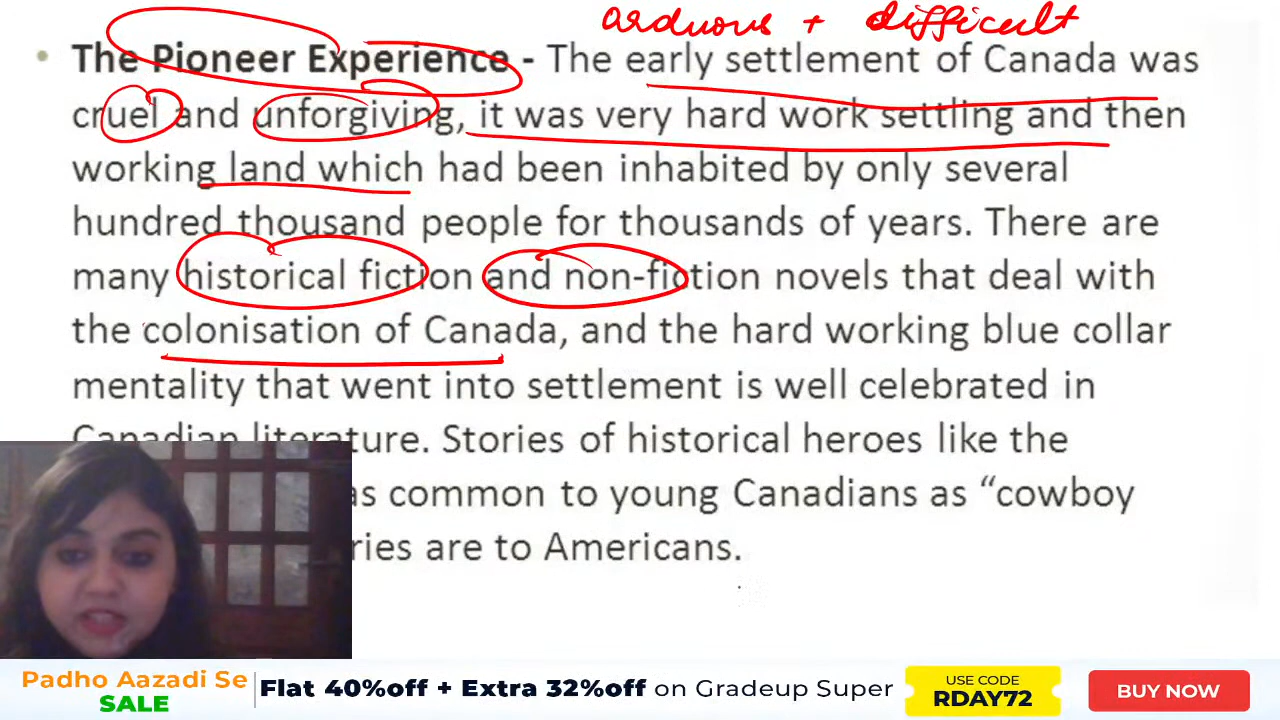 arduous + difficult
• The Pioneer Experience - The early settlement of Canada was
cruel and unforgiving, it was very hard work settling and then
working land which had been inhabited by only several
hundred thousand people for thousands of years. There are
many historical fiction and non-fiction novels that deal with
the colonisation of Canada, and the hard working blue collar
mentality that went into settlement is well celebrated in
Canadian literature. Stories of historical heroes like the
as common to young Canadians as “cowboy
ries are to Americans.
Padho Aazadi Se
SALE
Flat 40%off + Extra 32%off on Gradeup Super
USE CODE
RDAY72
BUY NOW